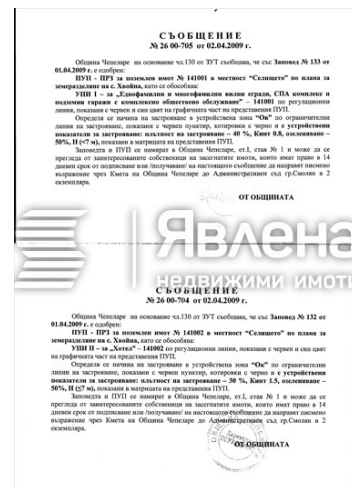 СЪОБЩЕНИЕ
№ 26 00-705 от 02.04.2009 г.
Община Чепеларе на основание чл.130 от ЗУТ съобщава, че със Заповед № 133 от
01.04.2009 г. е одобрен:
ПУП - ПРЗ за поземлен имот № 141001 в местност "Селището" по плана за
земеразделяне на с. Хвойна, като се обособява:
УПИ I – за „Еднофамилни и многофамилни вилни сгради, СПА комплекс и
подземни гаражи с комплексно обществено обслужване" – 141001 по регулационни
линии, показани с червен и син цвят на графичната част на представения ПУП.
Определя се начина на застрояване в устройствена зона "Ов" по ограничителни
линии на застрояване, показани с червен пунктир, котировки с черно и с устройствени
показатели за застрояване: плътност на застрояване – 40 %, Кинт 0.8, озеленяване –
50%, Н (<7 м), показани в матрицата на представения ПУП.
Заповедта и ПУП се намират в Община Чепеларе, ет.I, стая № 1 и може да се
прегледа от заинтересованите собственици на засегнатите имоти, които имат право в 14
дневен срок от подписване или /получаване/ на настоящото съобщение да направят писмено
възражение чрез Кмета на Община Чепеларе до Административен съд гр.Смолян в 2
екземпляра.
ОТ ОБЩИНАТА
Явлена
недвижими имоти
СЪОБЩЕНИЕ
№ 26 00-704 от 02.04.2009 г.
Община Чепеларе на основание чл.130 от ЗУТ съобщава, че със Заповед № 132 от
01.04.2009 г. е одобрен:
ПУП - ПРЗ за поземлен имот № 141002 в местност "Селището" по плана за
земеразделяне на с. Хвойна, като се обособява:
УПИ II – за „Хотел" – 141002 по регулационни линии, показани с червен и син цвят
на графичната част на представения ПУП.
Определя се начина на застрояване в устройствена зона "Ок" по ограничителни
линии на застрояване, показани с червен пунктир, котировки с черно и с устройствени
показатели за застрояване: плътност на застрояване – 30 %, Кинт 1.5, озеленяване –
50%, Н (≤7 м), показани в матрицата на представения ПУП.
Заповедта и ПУП се намират в Община Чепеларе, ет.I, стая № 1 и може да се
прегледа от заинтересованите собственици на засегнатите имоти, които имат право в 14
дневен срок от подписване или /получаване/ на настоящото съобщение да направят писмено
възражение чрез Кмета на Община Чепеларе до Административен съд гр.Смолян в 2
екземпляра.
ОТ ОБЩИНАТА